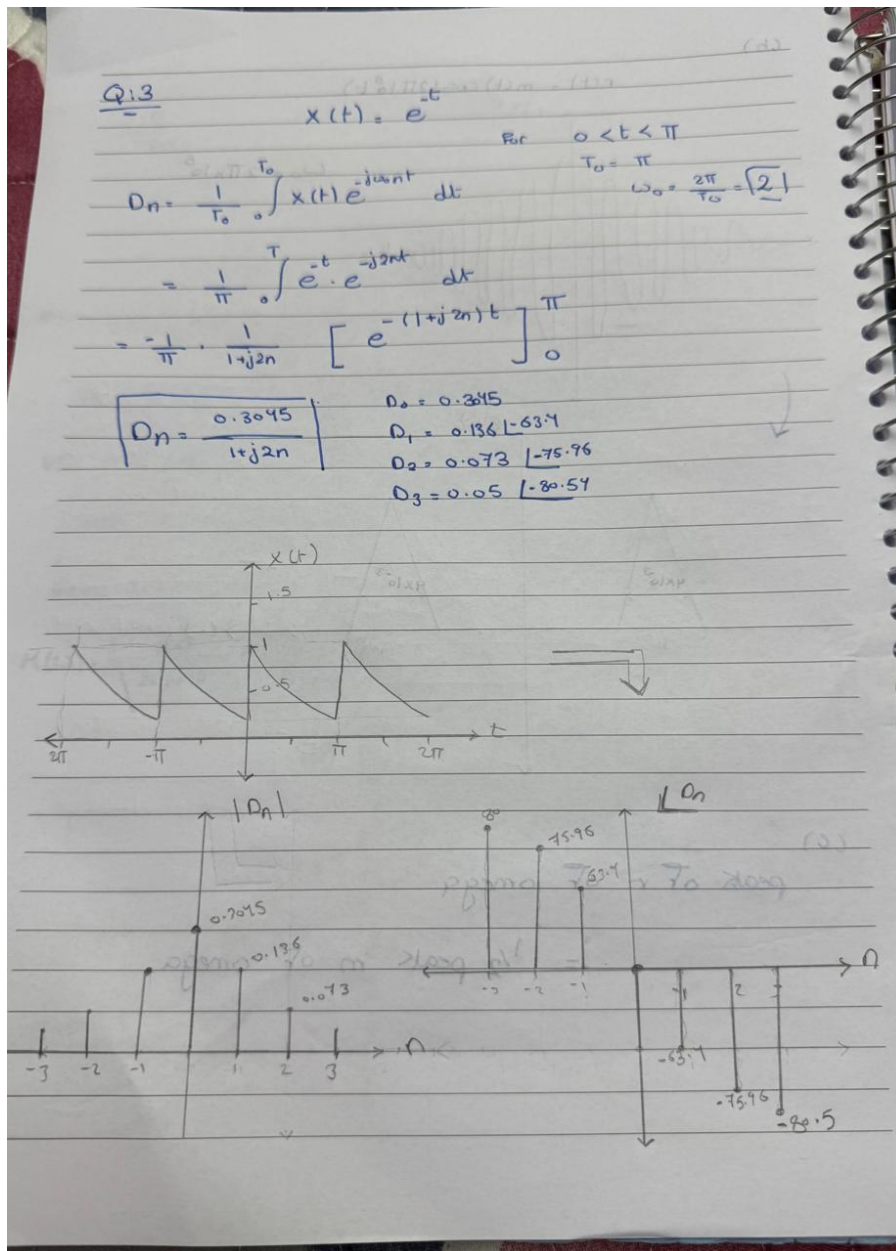 Q:3
x(t) = e^-t
For 0 < t < π
T₀ = π
ω₀ = 2π/T₀ = 2
Dn = 1/T₀ ₀∫^T₀ x(t) e^-jω₀nt dt
= 1/π ₀∫^T e^-t . e^-j2nt dt
= -1/π . 1/1+j2n [ e^-(1+j2n)t ]₀^π
Dn = 0.3045/1+j2n
D₀ = 0.3045
D₁ = 0.136 ∠-63.4
D₂ = 0.073 ∠-75.96
D₃ = 0.05 ∠-80.54
x(t)
1.5
1
0.5
2π -π π 2π t
|Dn|
0.3045
0.136
0.073
-3 -2 -1 1 2 3 n
∠Dn
80
75.96
63.4
-3 -2 -1 1 2 3 n
-63.4
-75.96
-80.5